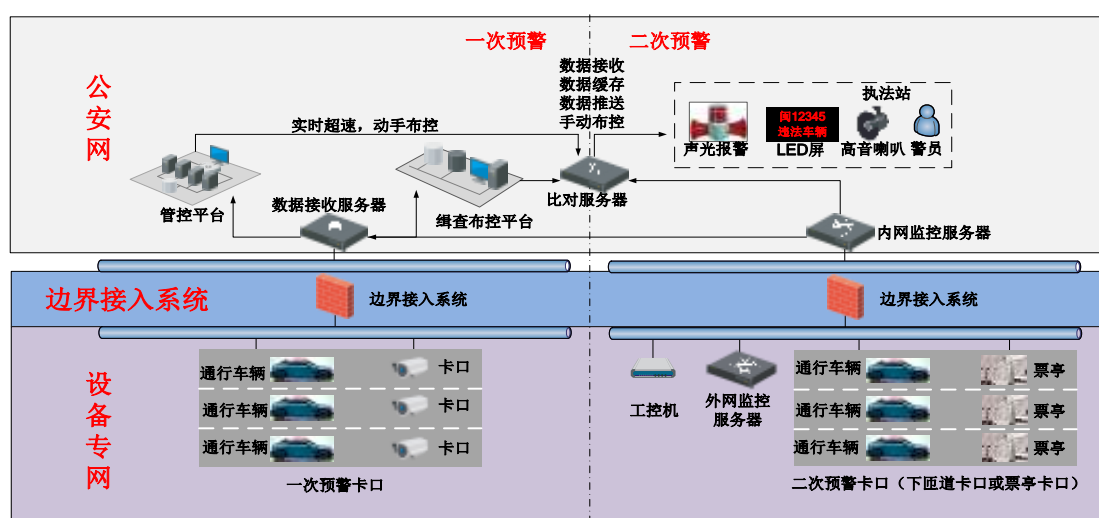 一次预警
二次预警
公安网
数据接收
数据缓存
数据推送
手动布控
执法站
闽12345
违法车辆
声光报警
LED屏
高音喇叭
警员
实时超速，动手布控
管控平台
数据接收服务器
缉查布控平台
比对服务器
内网监控服务器
边界接入系统
边界接入系统
边界接入系统
设备专网
通行车辆
卡口
通行车辆
卡口
通行车辆
卡口
一次预警卡口
工控机
外网监控
服务器
通行车辆
票亭
通行车辆
票亭
通行车辆
票亭
二次预警卡口（下匝道卡口或票亭卡口）